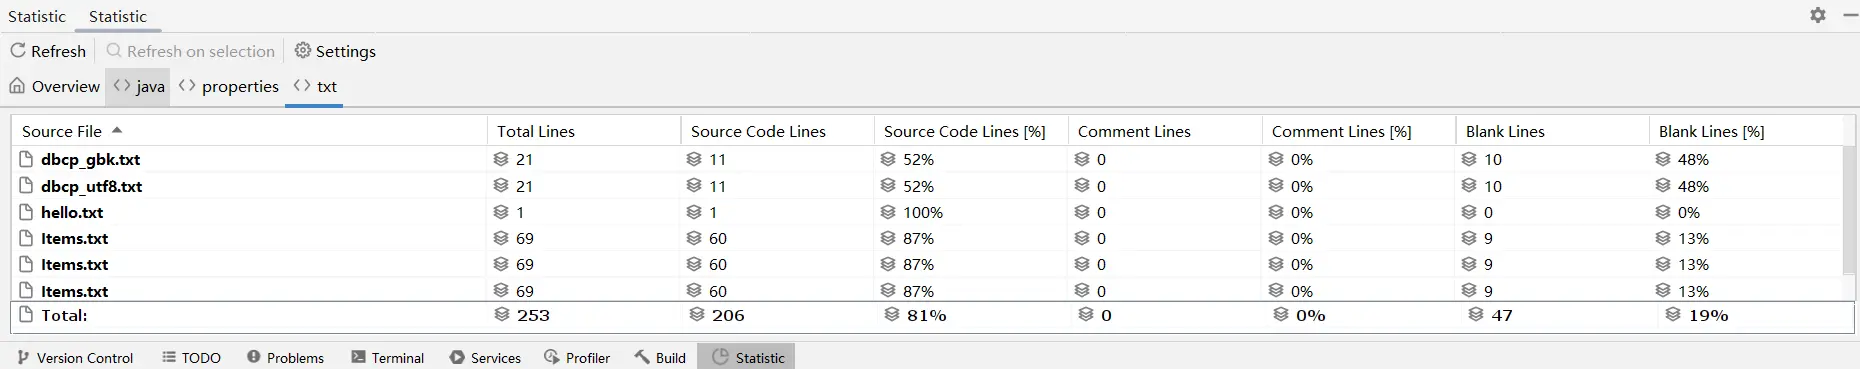 Statistic Statistic
Refresh Refresh on selection Settings
Overview java properties txt
Source File Total Lines Source Code Lines Source Code Lines [%] Comment Lines Comment Lines [%] Blank Lines Blank Lines [%]
dbcp_gbk.txt 21 11 52% 0 0% 10 48%
dbcp_utf8.txt 21 11 52% 0 0% 10 48%
hello.txt 1 1 100% 0 0% 0 0%
Items.txt 69 60 87% 0 0% 9 13%
Items.txt 69 60 87% 0 0% 9 13%
Items.txt 69 60 87% 0 0% 9 13%
Total: 253 206 81% 0 0% 47 19%
Version Control TODO Problems Terminal Services Profiler Build Statistic